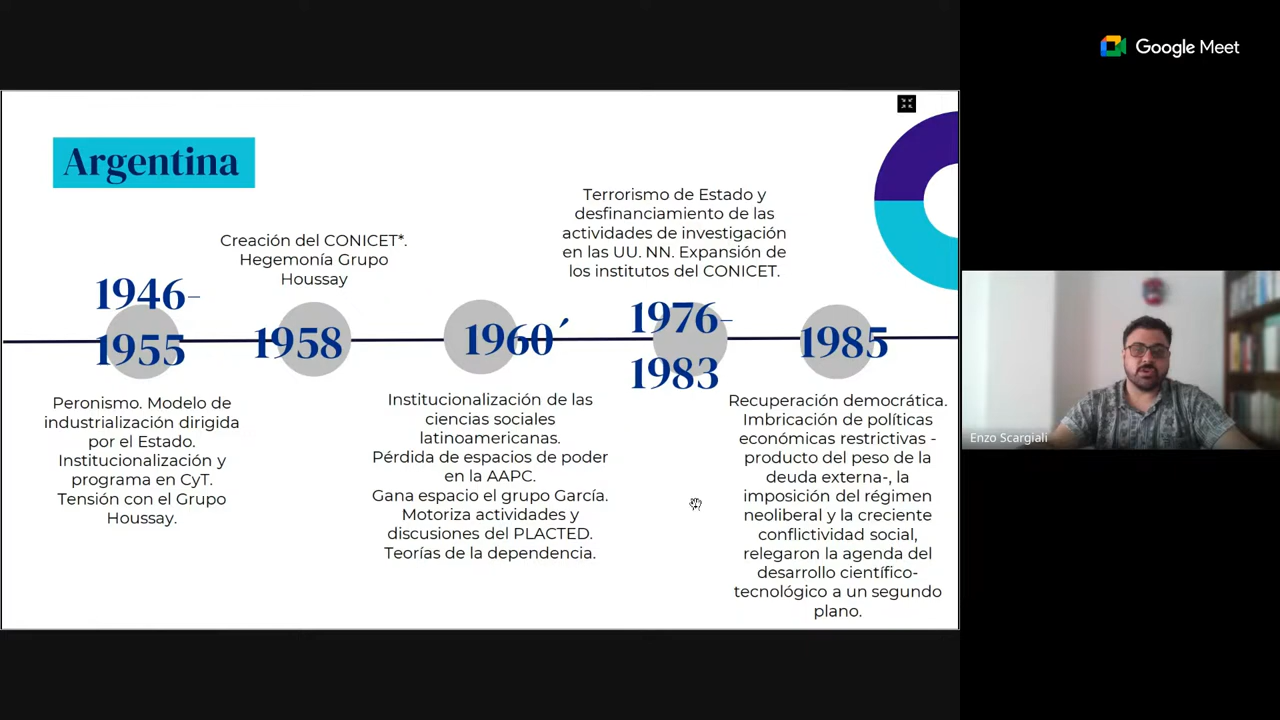 Google Meet
Argentina
1946-
1955
Peronismo. Modelo de
industrialización dirigida
por el Estado.
Institucionalización y
programa en CyT.
Tensión con el Grupo
Houssay.
Creación del CONICET*.
Hegemonía Grupo
Houssay
1958
1960´
Institucionalización de las
ciencias sociales
latinoamericanas.
Pérdida de espacios de poder
en la AAPC.
Gana espacio el grupo García.
Motoriza actividades y
discusiones del PLACTED.
Teorías de la dependencia.
Terrorismo de Estado y
desfinanciamiento de las
actividades de investigación
en las UU. NN. Expansión de
los institutos del CONICET.
1976-
1983
1985
Recuperación democrática.
Imbricación de políticas
económicas restrictivas -
producto del peso de la
deuda externa-, la
imposición del régimen
neoliberal y la creciente
conflictividad social,
relegaron la agenda del
desarrollo científico-
tecnológico a un segundo
plano.
Enzo Scargiali